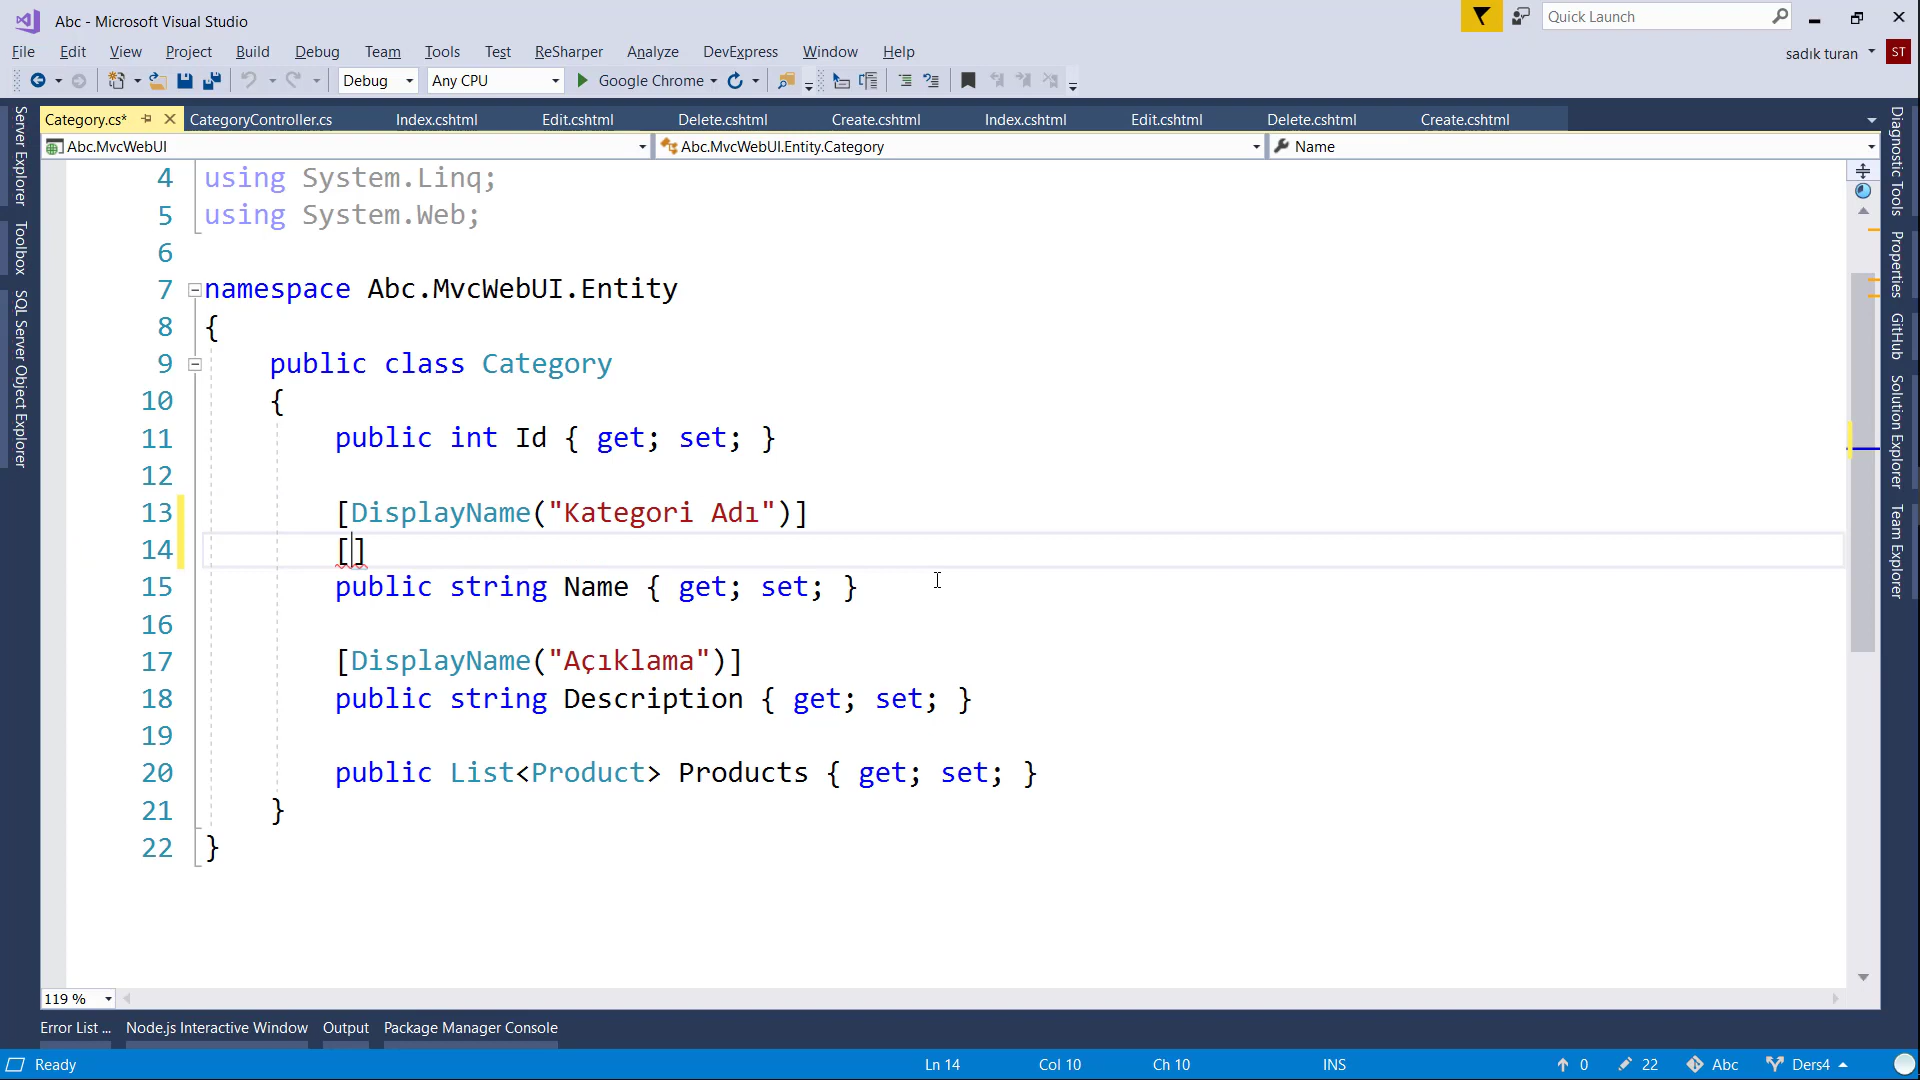 Abc - Microsoft Visual Studio
Quick Launch
File Edit View Project Build Debug Team Tools Test ReSharper Analyze DevExpress Window Help
sadık turan ST
Debug Any CPU Google Chrome
Category.cs* CategoryController.cs Index.cshtml Edit.cshtml Delete.cshtml Create.cshtml Index.cshtml Edit.cshtml Delete.cshtml Create.cshtml
Abc.MvcWebUI Abc.MvcWebUI.Entity.Category Name
Server Explorer
Toolbox
SQL Server Object Explorer
4 using System.Linq;
5 using System.Web;
6
7 namespace Abc.MvcWebUI.Entity
8 {
9 public class Category
10 {
11 public int Id { get; set; }
12
13 [DisplayName("Kategori Adı")]
14 []
15 public string Name { get; set; }
16
17 [DisplayName("Açıklama")]
18 public string Description { get; set; }
19
20 public List<Product> Products { get; set; }
21 }
22 }
Diagnostic Tools
Properties
GitHub
Solution Explorer
Team Explorer
119 %
Error List ... Node.js Interactive Window Output Package Manager Console
Ready Ln 14 Col 10 Ch 10 INS 0 22 Abc Ders4